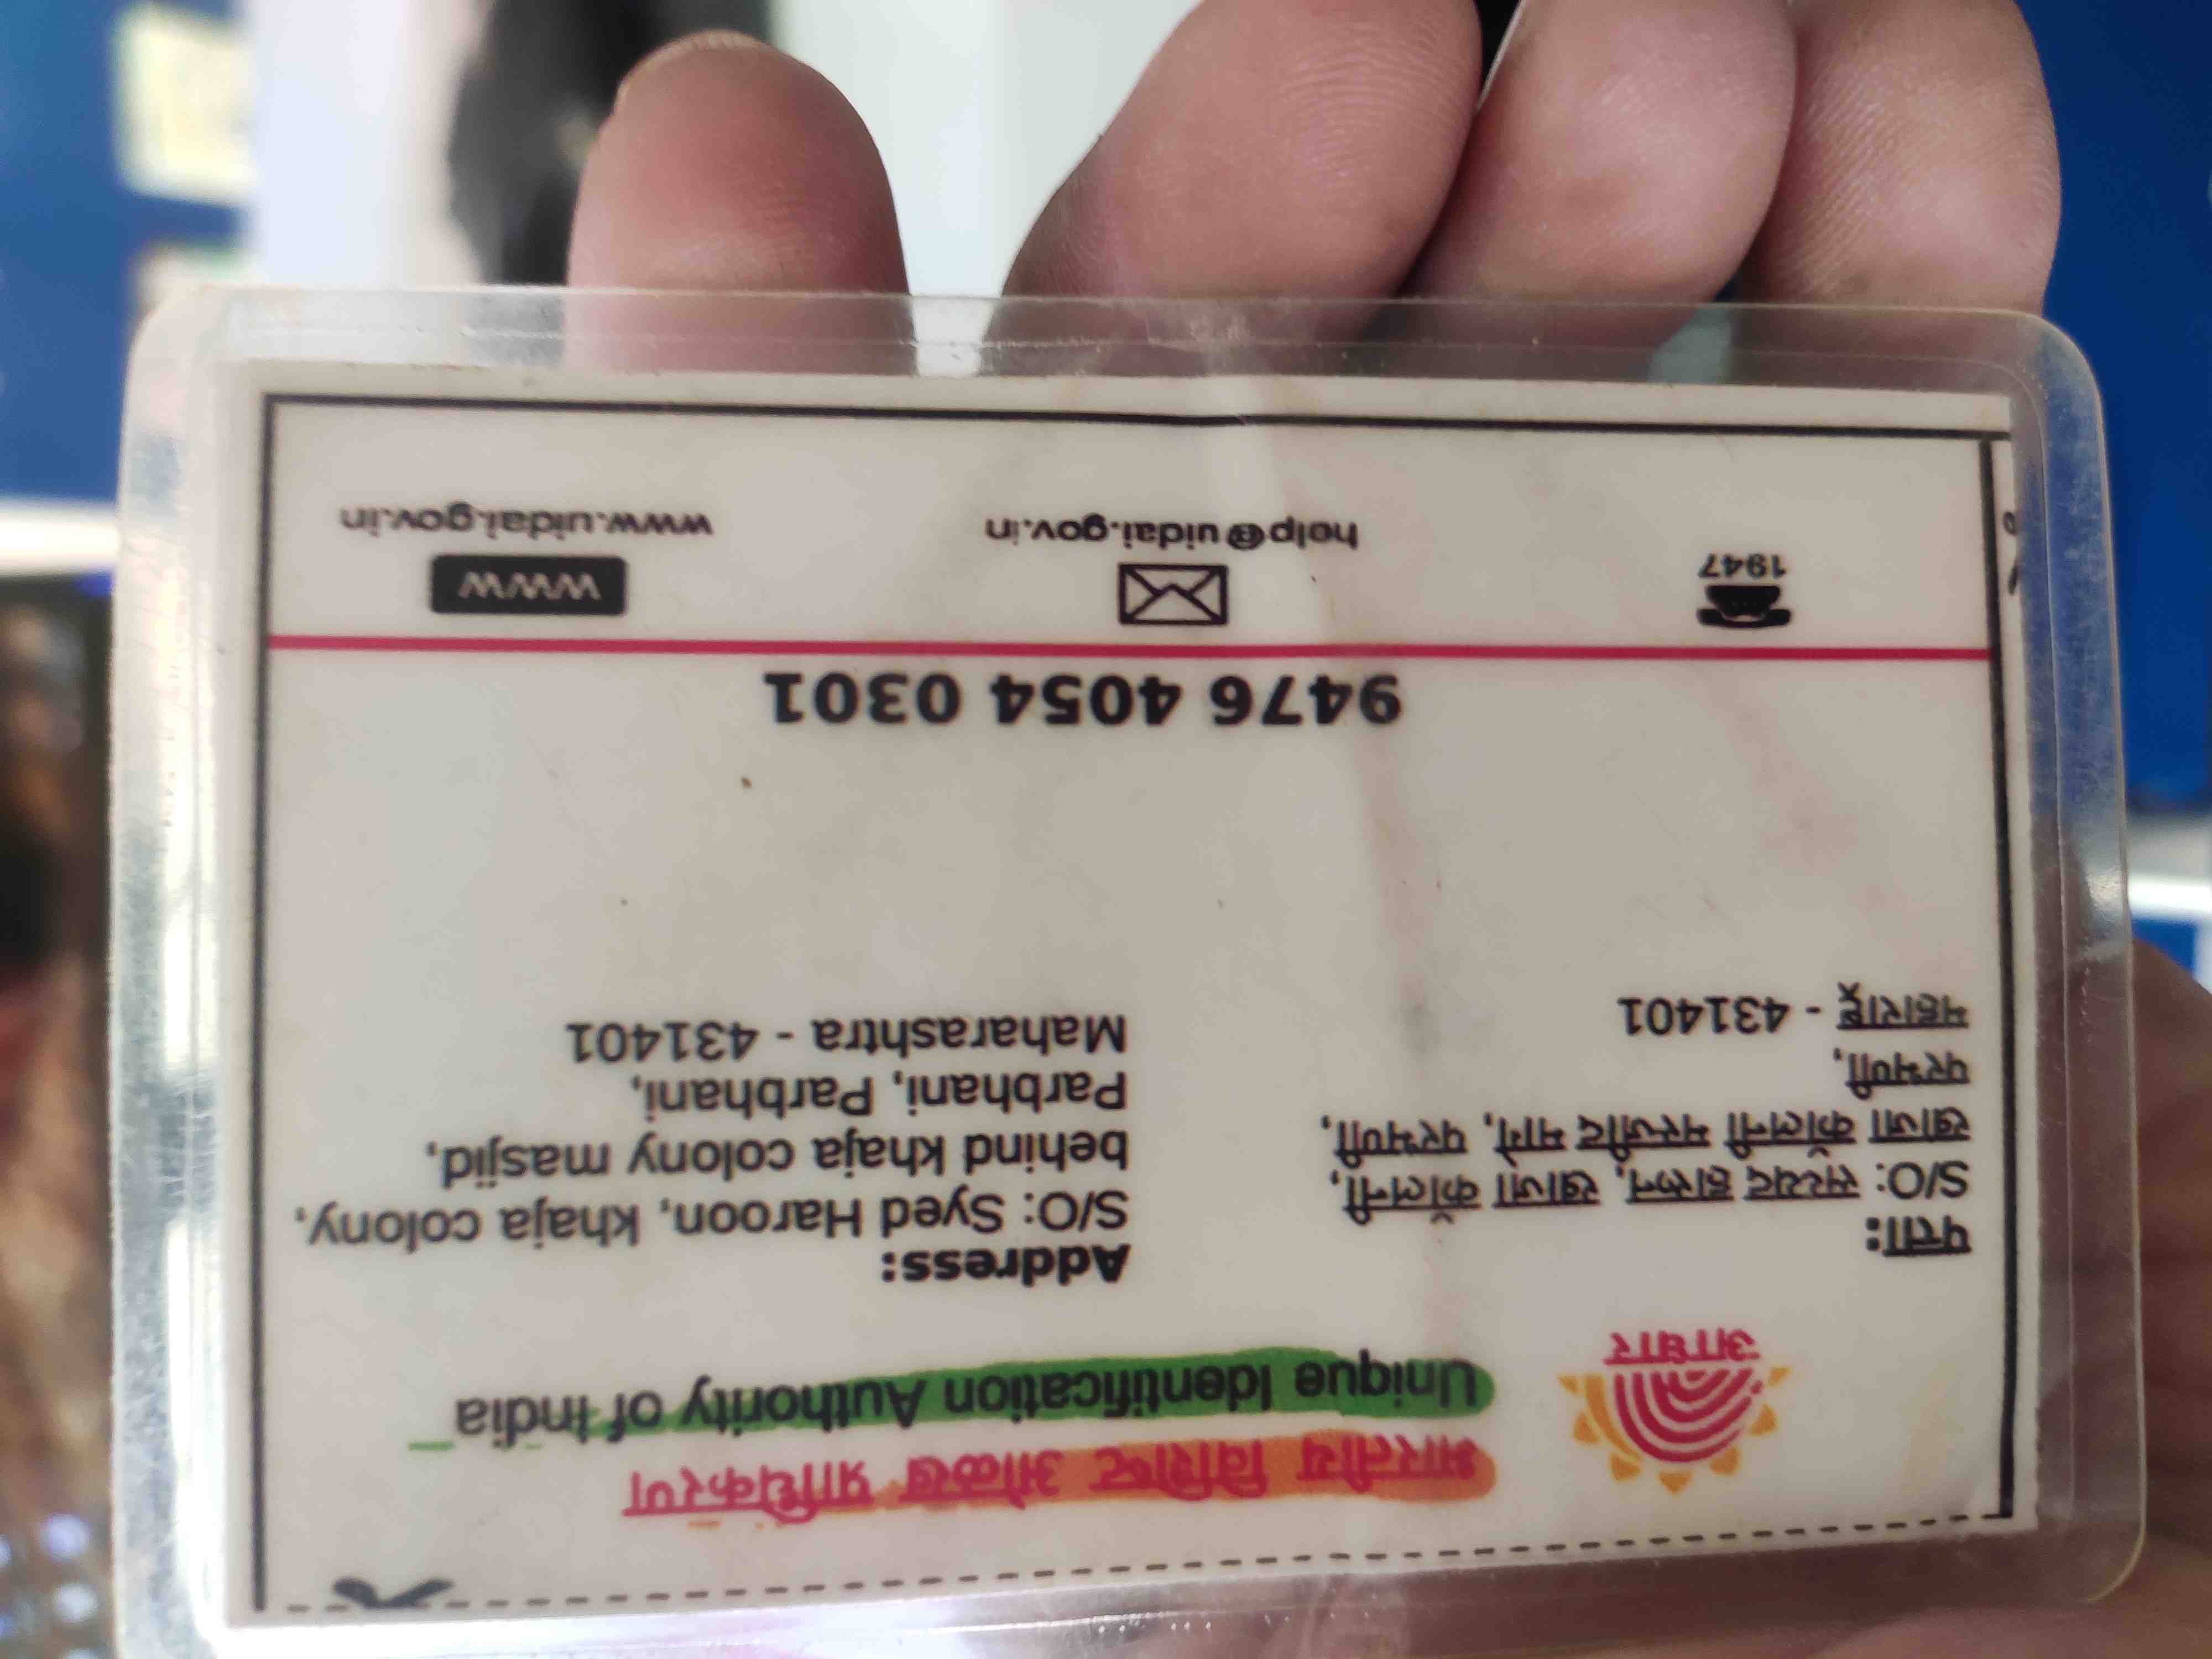 भारतीय विशिष्ट ओळख प्राधिकरण
Unique Identification Authority of India
आधार
पत्ता:
S/O: सय्यद हारून, खाजा कॉलनी,
खाजा कॉलनी मस्जीद मागे, परभणी,
परभणी,
महाराष्ट्र - 431401
Address:
S/O: Syed Haroon, khaja colony,
behind khaja colony masjid,
Parbhani, Parbhani,
Maharashtra - 431401
9476 4054 0301
1947
help@uidai.gov.in
WWW
www.uidai.gov.in